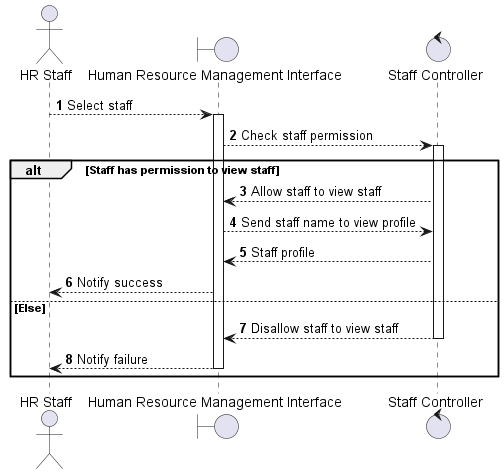 HR Staff
Human Resource Management Interface
Staff Controller
1 Select staff
2 Check staff permission
alt
[Staff has permission to view staff]
3 Allow staff to view staff
4 Send staff name to view profile
5 Staff profile
6 Notify success
[Else]
7 Disallow staff to view staff
8 Notify failure
HR Staff
Human Resource Management Interface
Staff Controller